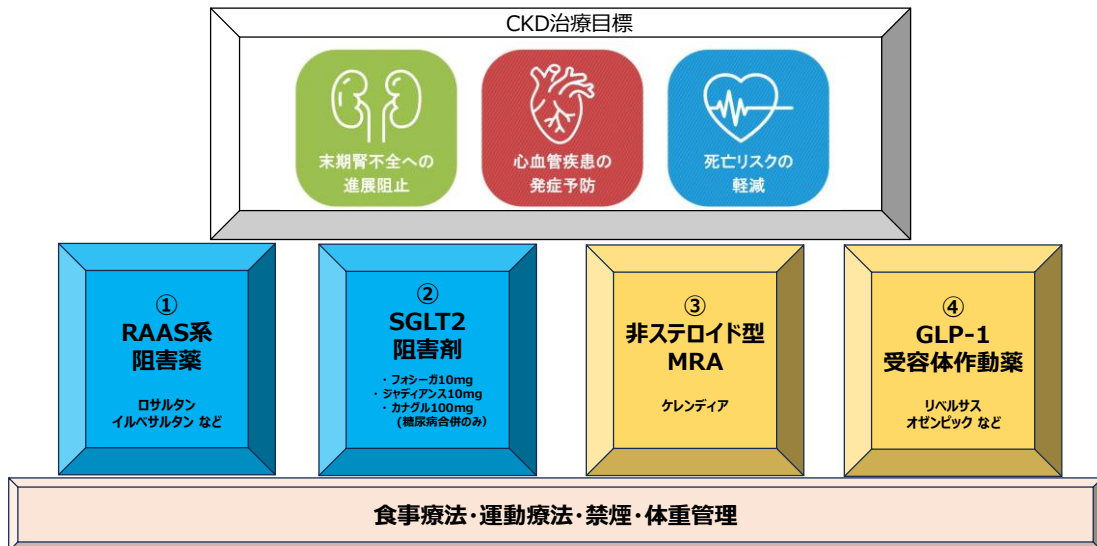 CKD治療目標
末期腎不全への
進展阻止
心血管疾患の
発症予防
死亡リスクの
軽減
①
RAAS系
阻害薬
ロサルタン
イルベサルタン など
②
SGLT2
阻害剤
・フォシーガ10mg
・ジャディアンス10mg
・カナグル100mg
(糖尿病合併のみ)
③
非ステロイド型
MRA
ケレンディア
④
GLP-1
受容体作動薬
リベルサス
オゼンピック など
食事療法・運動療法・禁煙・体重管理